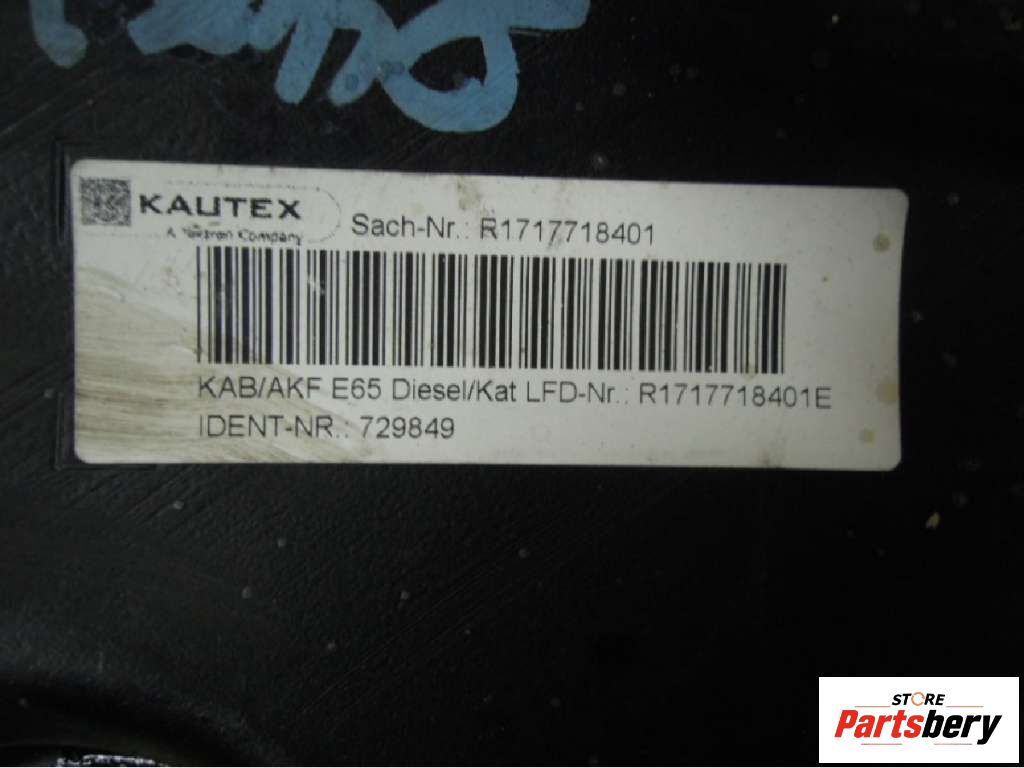 KAUTEX
A Textron Company
Sach-Nr.: R1717718401
KAB/AKF E65 Diesel/Kat LFD-Nr.: R1717718401E
IDENT-NR.: 729849
STORE
Partsbery